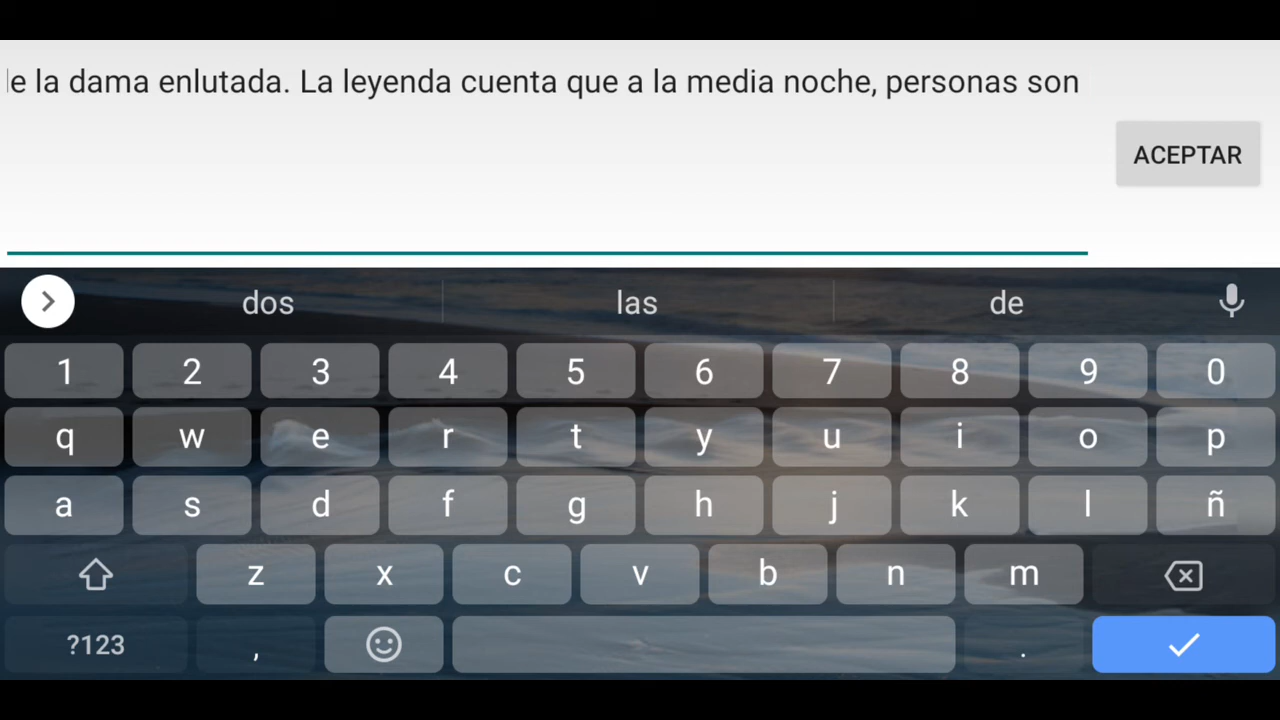 le la dama enlutada. La leyenda cuenta que a la media noche, personas son
ACEPTAR
dos las de
1 2 3 4 5 6 7 8 9 0
q w e r t y u i o p
a s d f g h j k l ñ
z x c v b n m
?123 , .